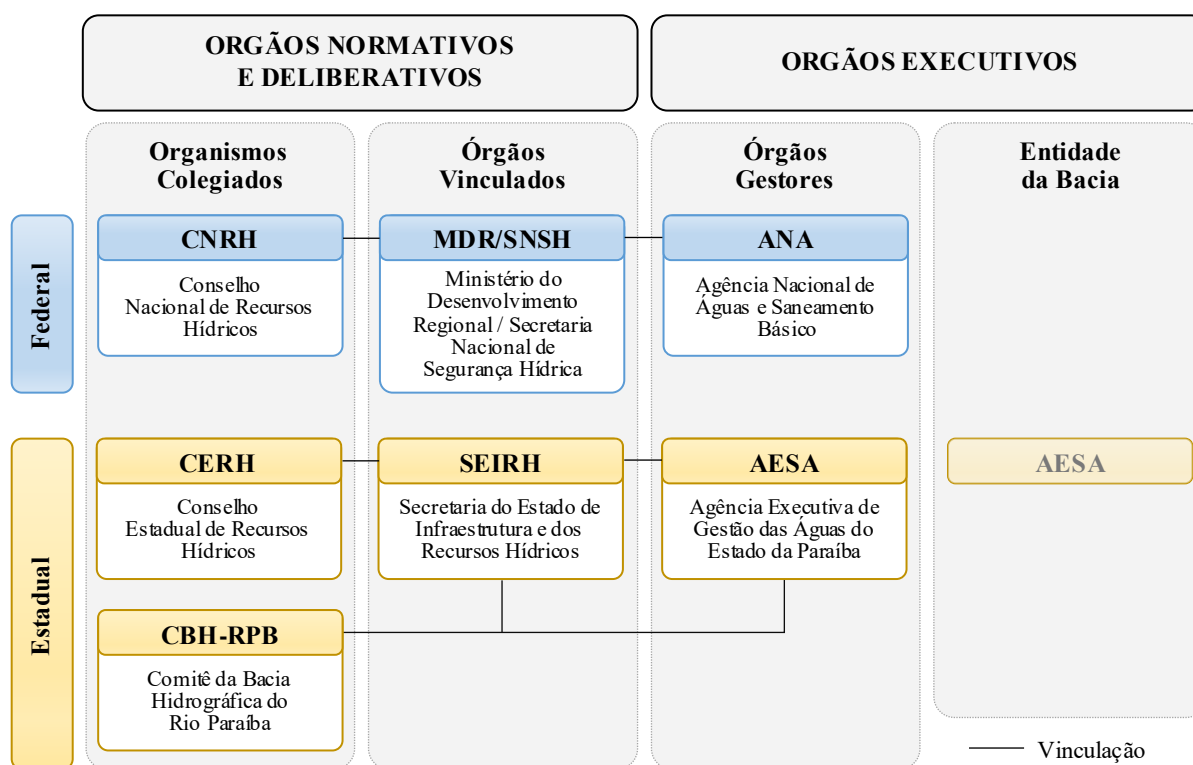 ORGÃOS NORMATIVOS
E DELIBERATIVOS
ORGÃOS EXECUTIVOS
Organismos
Colegiados
Órgãos
Vinculados
Órgãos
Gestores
Entidade
da Bacia
Federal
CNRH
Conselho
Nacional de Recursos
Hídricos
MDR/SNSH
Ministério do
Desenvolvimento
Regional / Secretaria
Nacional de
Segurança Hídrica
ANA
Agência Nacional de
Águas e Saneamento
Básico
Estadual
CERH
Conselho
Estadual de Recursos
Hídricos
SEIRH
Secretaria do Estado de
Infraestrutura e dos
Recursos Hídricos
AESA
Agência Executiva de
Gestão das Águas do
Estado da Paraíba
AESA
CBH-RPB
Comitê da Bacia
Hidrográfica do
Rio Paraíba
Vinculação